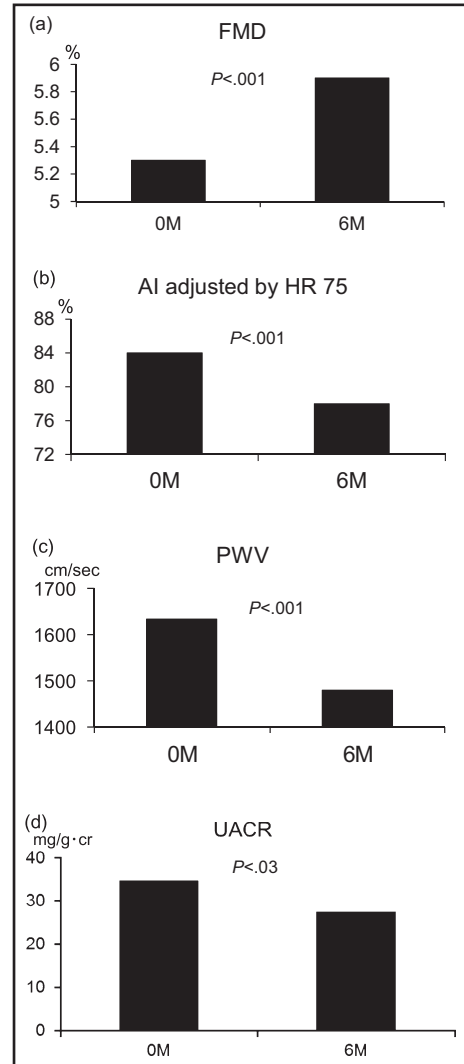 (a)
FMD
%
P<.001
6
5.8
5.6
5.4
5.2
5
0M 6M
(b)
AI adjusted by HR 75
%
P<.001
88
84
80
76
72
0M 6M
(c)
PWV
cm/sec
P<.001
1700
1600
1500
1400
0M 6M
(d)
UACR
mg/g·cr
P<.03
40
30
20
10
0
0M 6M